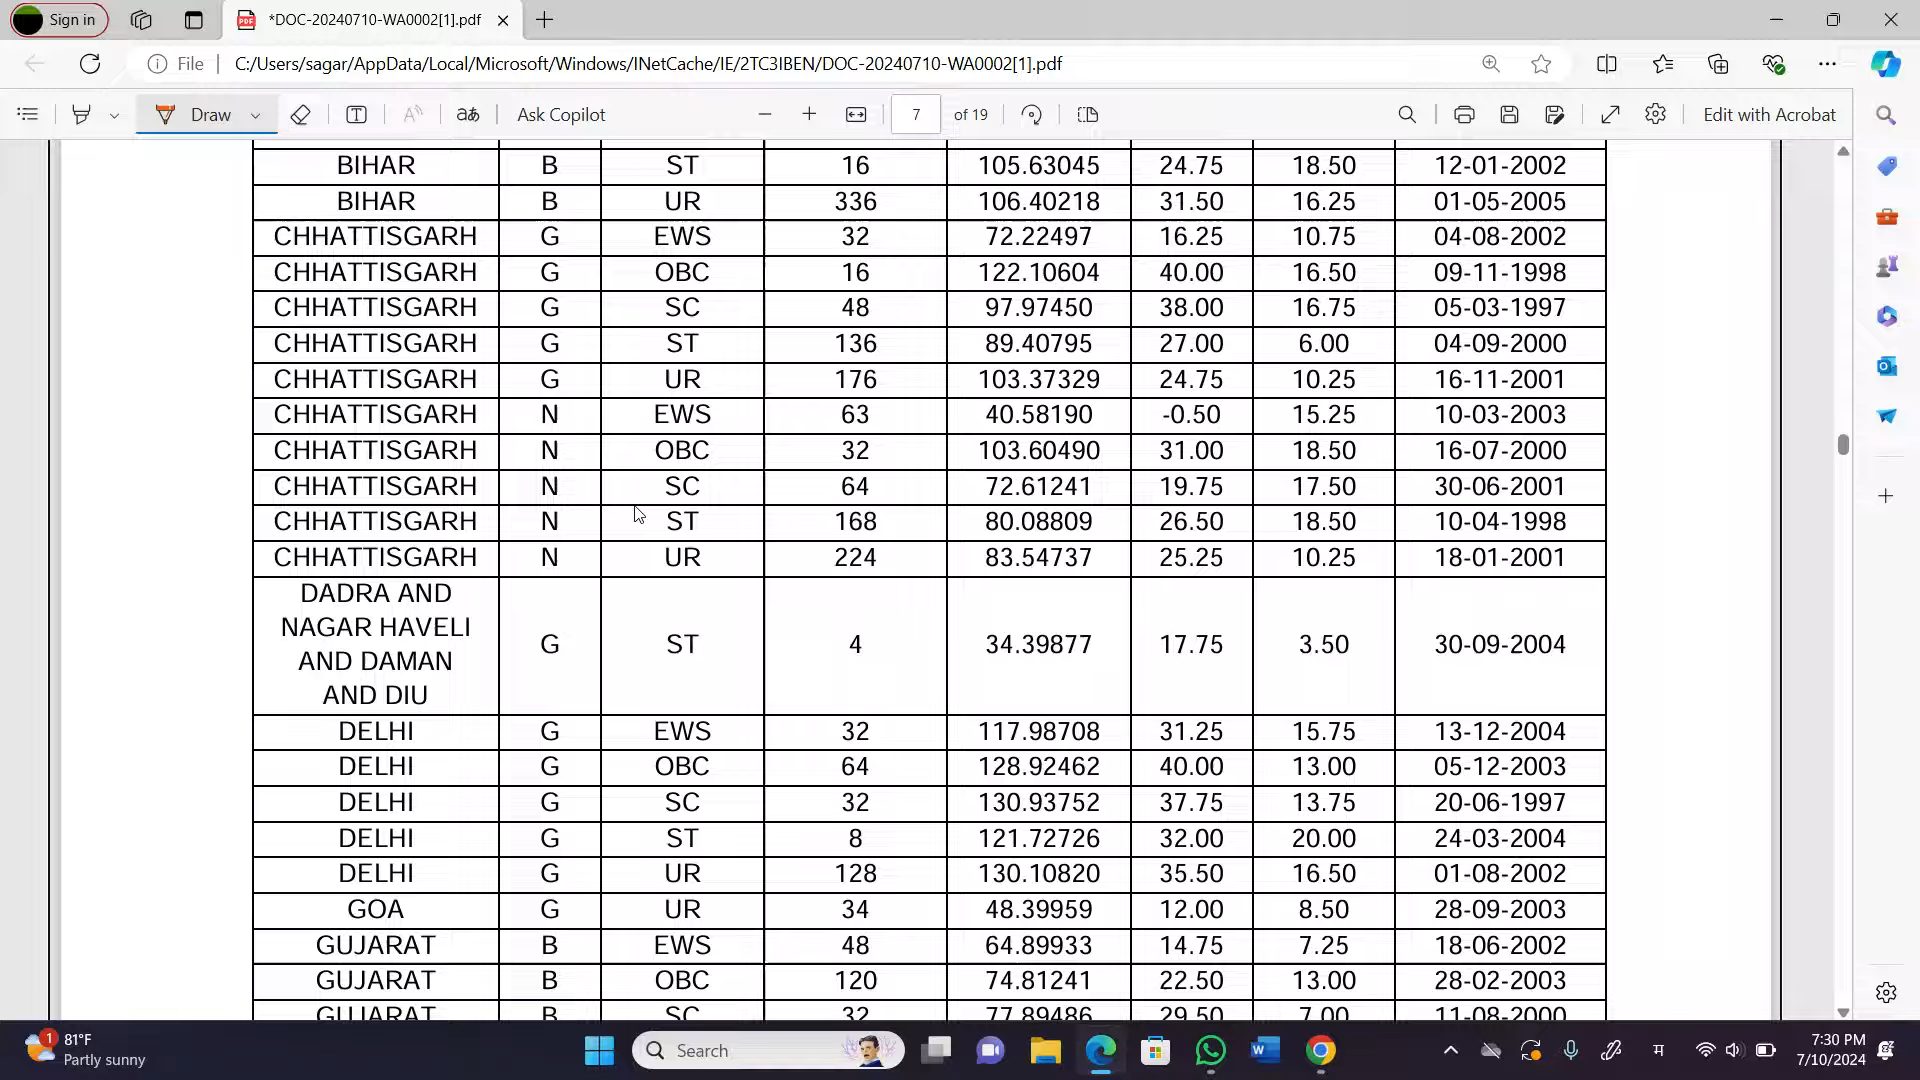 Sign in
*DOC-20240710-WA0002[1].pdf
File
C:/Users/sagar/AppData/Local/Microsoft/Windows/INetCache/IE/2TC3IBEN/DOC-20240710-WA0002[1].pdf
Draw
aあ
Ask Copilot
7 of 19
Edit with Acrobat
BIHAR B ST 16 105.63045 24.75 18.50 12-01-2002
BIHAR B UR 336 106.40218 31.50 16.25 01-05-2005
CHHATTISGARH G EWS 32 72.22497 16.25 10.75 04-08-2002
CHHATTISGARH G OBC 16 122.10604 40.00 16.50 09-11-1998
CHHATTISGARH G SC 48 97.97450 38.00 16.75 05-03-1997
CHHATTISGARH G ST 136 89.40795 27.00 6.00 04-09-2000
CHHATTISGARH G UR 176 103.37329 24.75 10.25 16-11-2001
CHHATTISGARH N EWS 63 40.58190 -0.50 15.25 10-03-2003
CHHATTISGARH N OBC 32 103.60490 31.00 18.50 16-07-2000
CHHATTISGARH N SC 64 72.61241 19.75 17.50 30-06-2001
CHHATTISGARH N ST 168 80.08809 26.50 18.50 10-04-1998
CHHATTISGARH N UR 224 83.54737 25.25 10.25 18-01-2001
DADRA AND
NAGAR HAVELI
AND DAMAN
AND DIU
G ST 4 34.39877 17.75 3.50 30-09-2004
DELHI G EWS 32 117.98708 31.25 15.75 13-12-2004
DELHI G OBC 64 128.92462 40.00 13.00 05-12-2003
DELHI G SC 32 130.93752 37.75 13.75 20-06-1997
DELHI G ST 8 121.72726 32.00 20.00 24-03-2004
DELHI G UR 128 130.10820 35.50 16.50 01-08-2002
GOA G UR 34 48.39959 12.00 8.50 28-09-2003
GUJARAT B EWS 48 64.89933 14.75 7.25 18-06-2002
GUJARAT B OBC 120 74.81241 22.50 13.00 28-02-2003
GUJARAT B SC 32 77.89486 29.50 7.00 11-08-2000
1
81°F
Partly sunny
Search
म
7:30 PM
7/10/2024